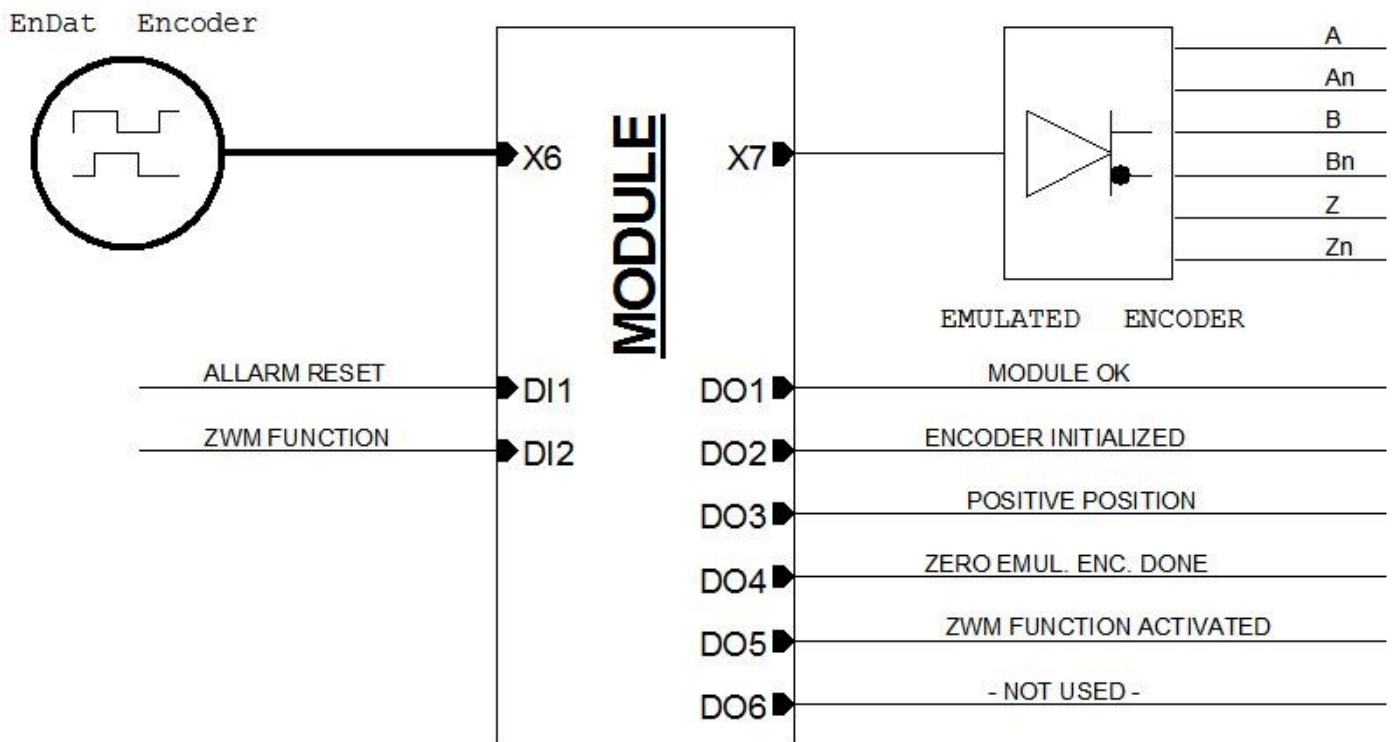 EnDat Encoder
MODULE
X6
X7
A
An
B
Bn
Z
Zn
EMULATED ENCODER
ALLARM RESET
DI1
ZWM FUNCTION
DI2
DO1
MODULE OK
DO2
ENCODER INITIALIZED
DO3
POSITIVE POSITION
DO4
ZERO EMUL. ENC. DONE
DO5
ZWM FUNCTION ACTIVATED
DO6
- NOT USED -